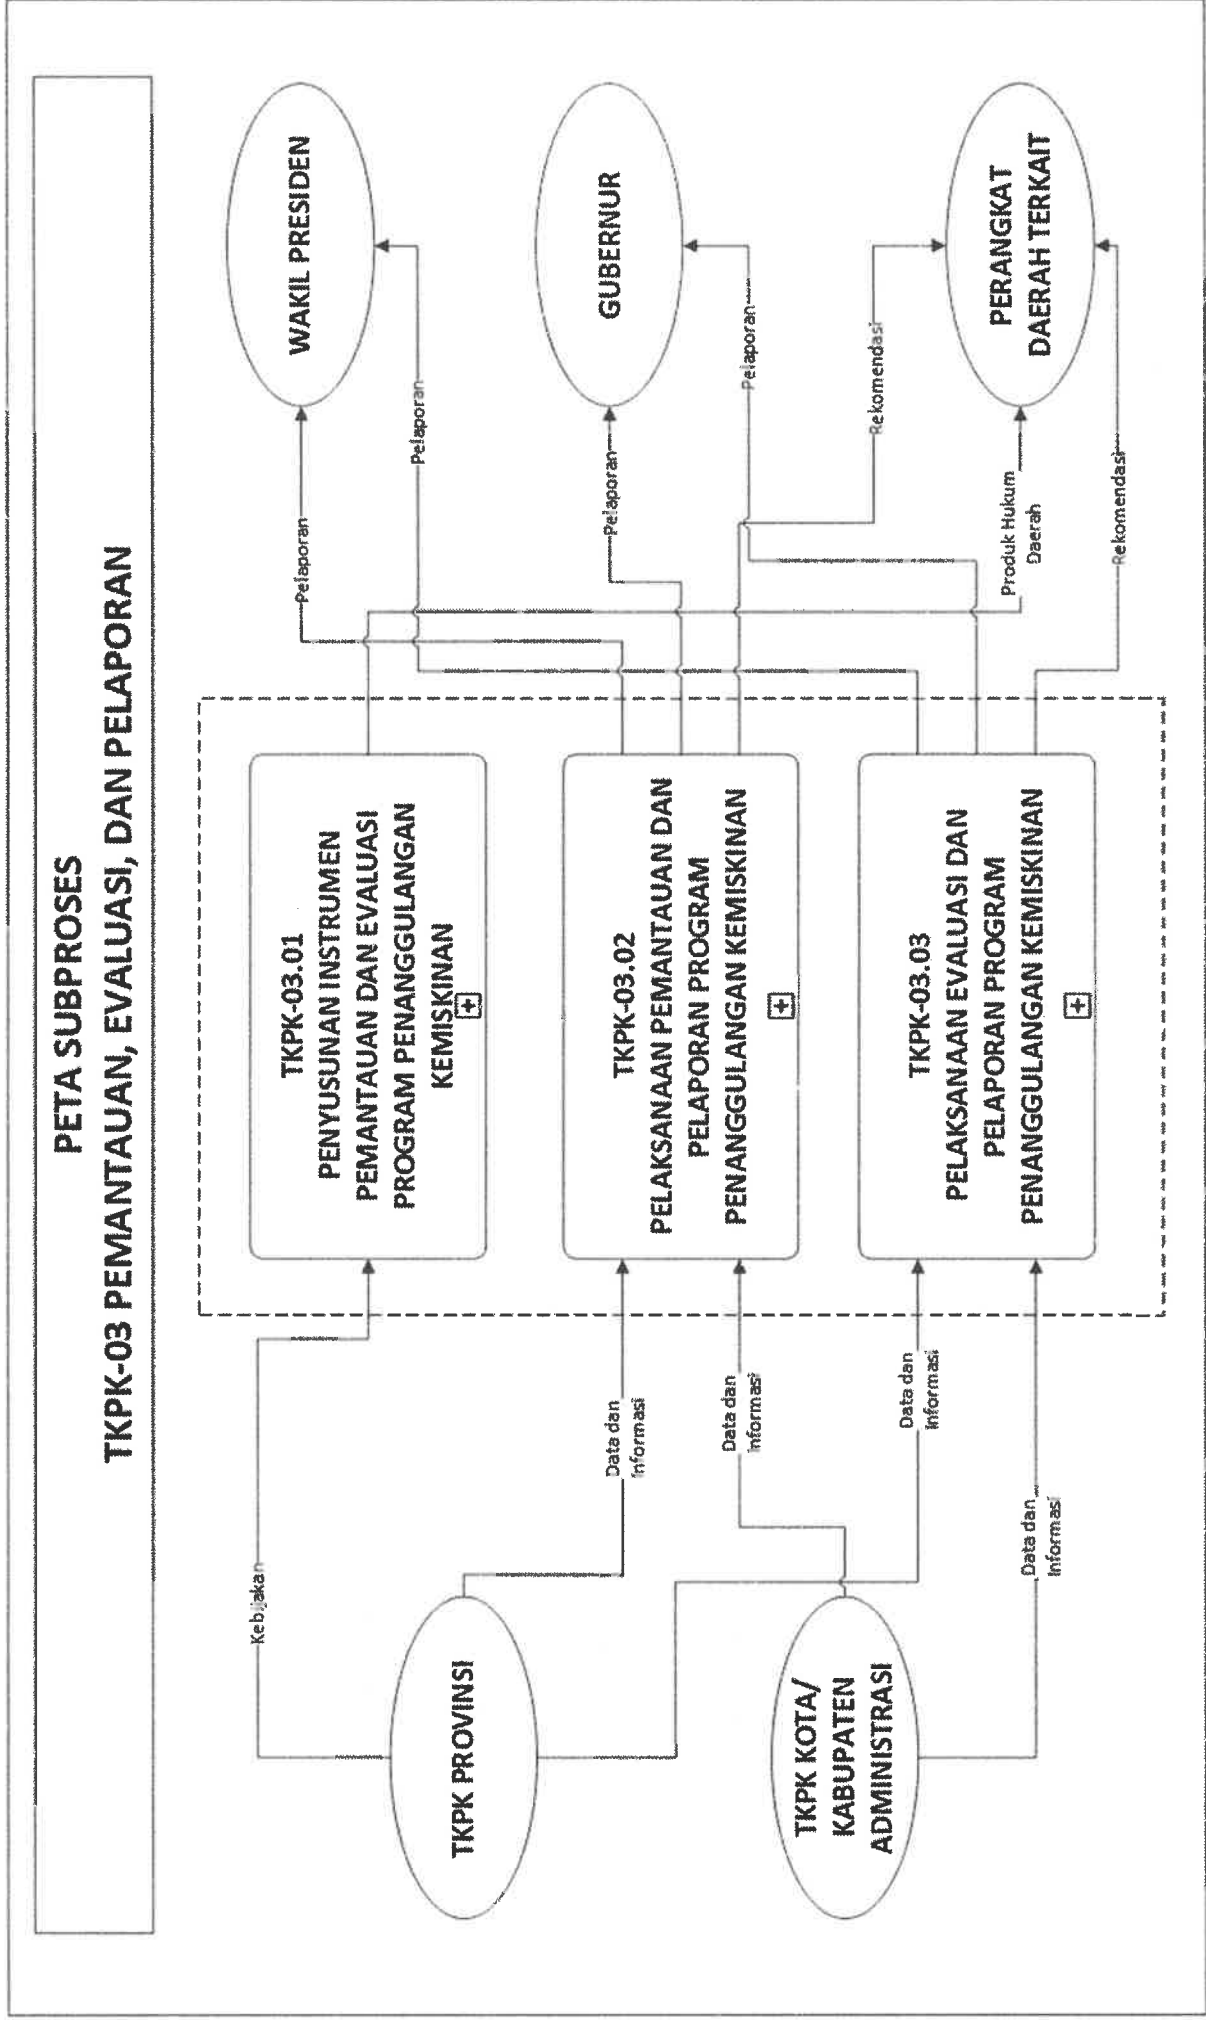 PETA SUBPROSES
TKPK-03 PEMANTAUAN, EVALUASI, DAN PELAPORAN
Kebijakan
TKPK PROVINSI
Data dan
Informasi
Data dan
Informasi
TKPK KOTA/
KABUPATEN
ADMINISTRASI
Data dan
Informasi
Data dan
Informasi
TKPK-03.01
PENYUSUNAN INSTRUMEN
PEMANTAUAN DAN EVALUASI
PROGRAM PENANGGULANGAN
KEMISKINAN
TKPK-03.02
PELAKSANAAN PEMANTAUAN DAN
PELAPORAN PROGRAM
PENANGGULANGAN KEMISKINAN
TKPK-03.03
PELAKSANAAN EVALUASI DAN
PELAPORAN PROGRAM
PENANGGULANGAN KEMISKINAN
Pelaporan
Pelaporan
Pelaporan
Pelaporan
Rekomendasi
Produk Hukum
Daerah
Rekomendasi
WAKIL PRESIDEN
GUBERNUR
PERANGKAT
DAERAH TERKAIT